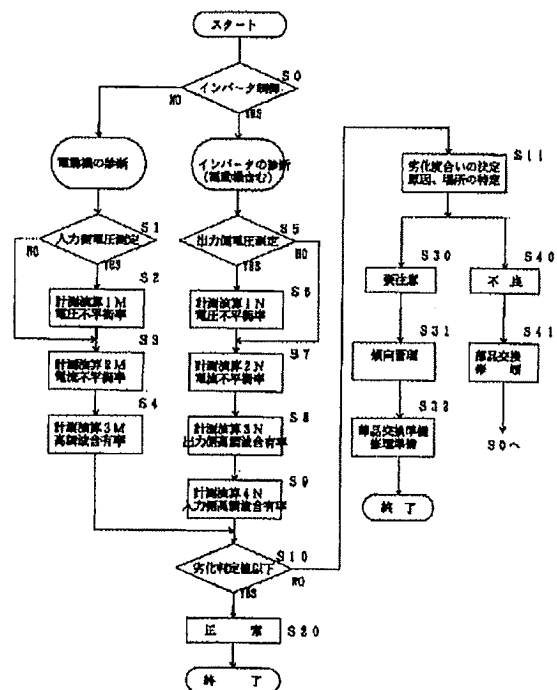 スタート
S0
インバータ制御
NO
YES
電動機の診断
インバータの診断
(電動機含む)
S1
入力側電圧測定
NO
YES
S5
出力側電圧測定
NO
YES
S2
計測演算1M
電圧不平衡率
S6
計測演算1N
電圧不平衡率
S3
計測演算2M
電流不平衡率
S7
計測演算2N
電流不平衡率
S4
計測演算3M
高調波含有率
S8
計測演算3N
出力側高調波含有率
S9
計測演算4N
入力側高調波含有率
S10
劣化判定値以下
NO
YES
正 常
S20
終 了
S11
劣化度合いの決定
原因、場所の特定
S30
要注意
S40
不 良
S31
傾向管理
S41
部品交換
修 理
S32
部品交換準備
修理準備
S0へ
終 了